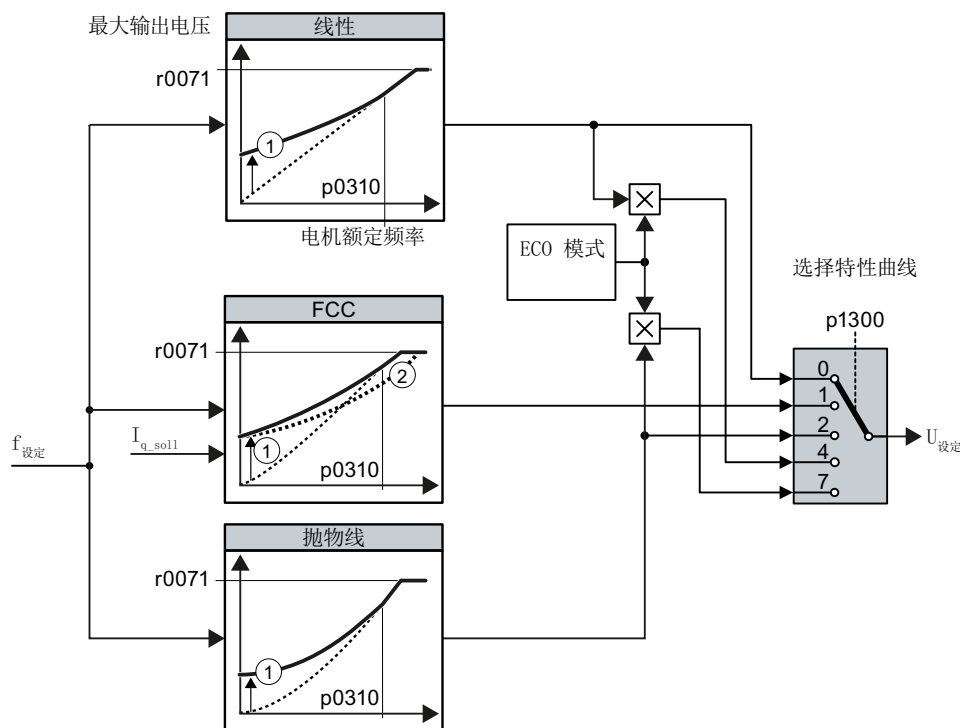 最大输出电压
线性
r0071
①
p0310
电机额定频率
ECO 模式
选择特性曲线
p1300
FCC
r0071
②
①
p0310
f设定
Iq_soll
0
1
2
4
7
U设定
抛物线
r0071
①
p0310